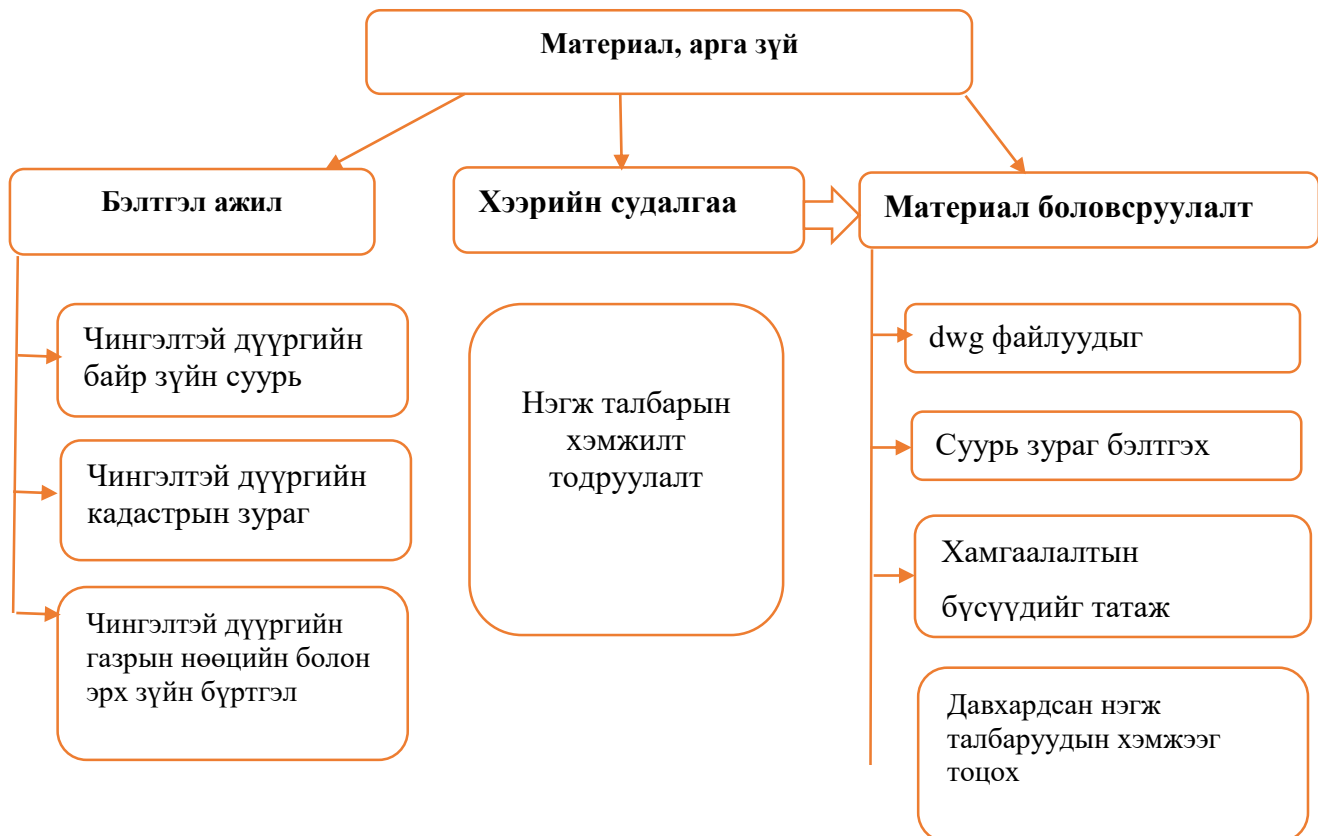 Материал, арга зүй
Бэлтгэл ажил
Хээрийн судалгаа
Материал боловсруулалт
Чингэлтэй дүүргийн
байр зүйн суурь
Чингэлтэй дүүргийн
кадастрын зураг
Чингэлтэй дүүргийн
газрын нөөцийн болон
эрх зүйн бүртгэл
Нэгж талбарын
хэмжилт
тодруулалт
dwg файлуудыг
Суурь зураг бэлтгэх
Хамгаалалтын
бүсүүдийг татаж
Давхардсан нэгж
талбаруудын хэмжээг
тоцох